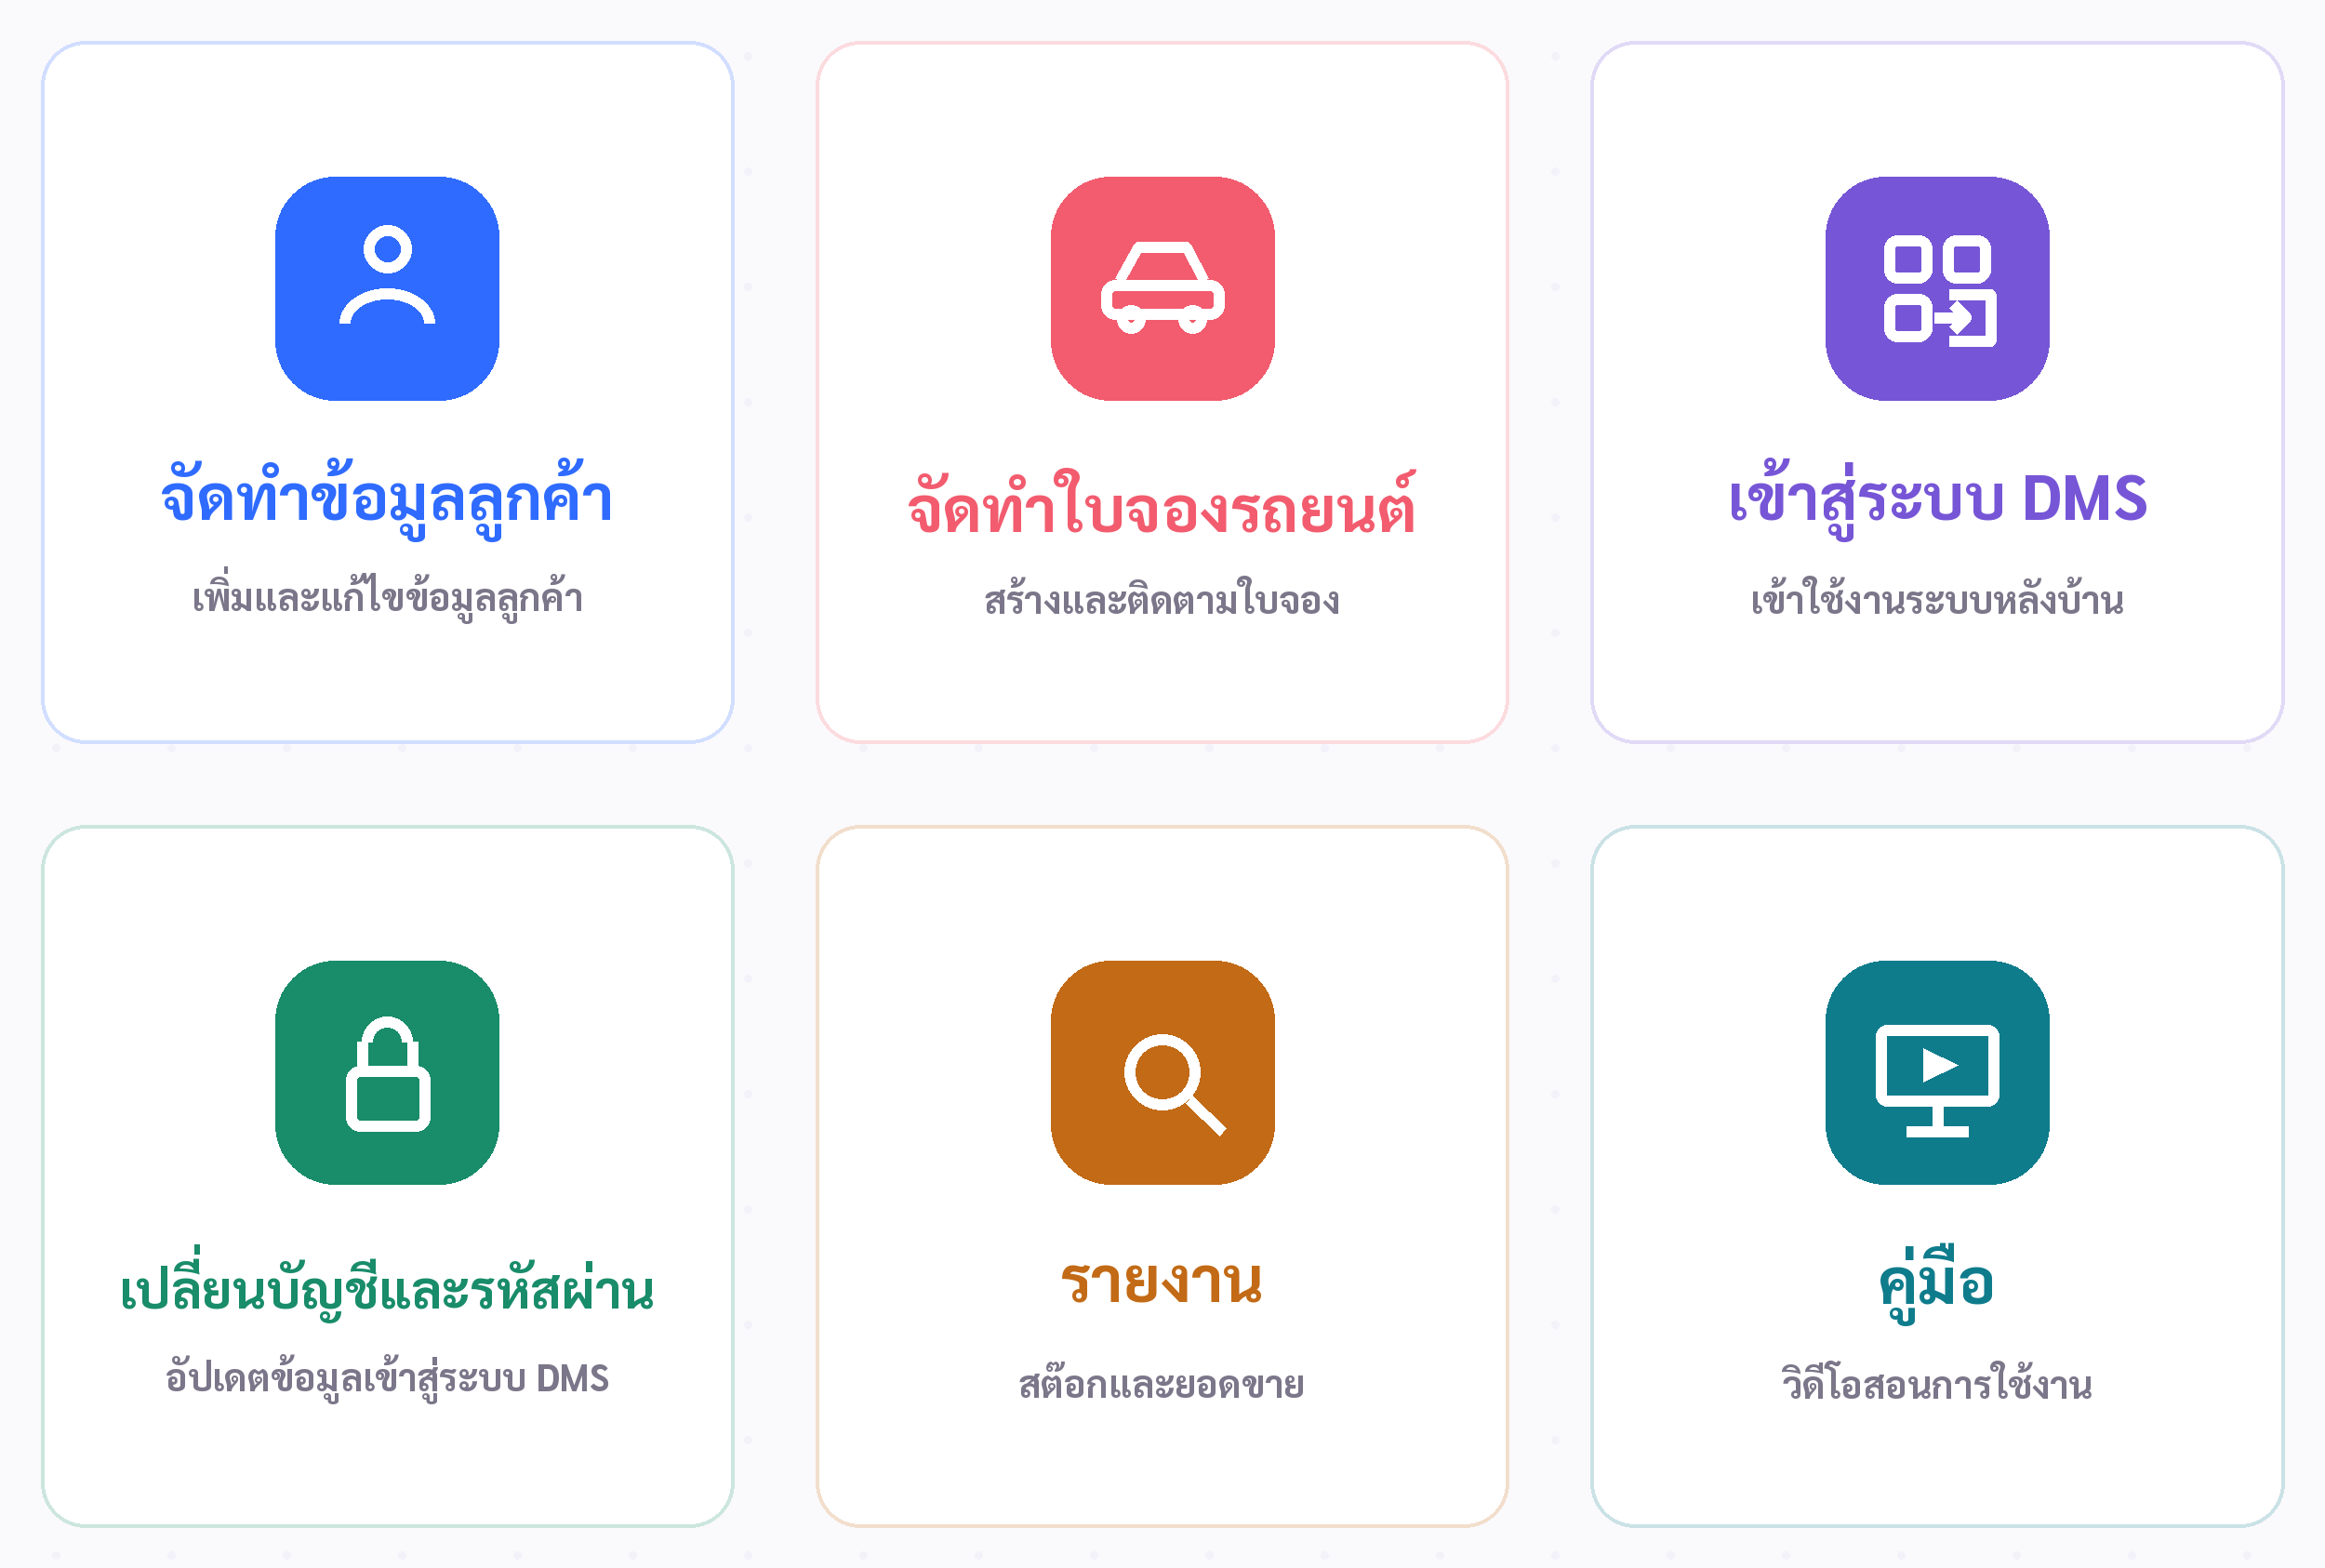 จัดทำข้อมูลลูกค้า
เพิ่มและแก้ไขข้อมูลลูกค้า
จัดทำใบจองรถยนต์
สร้างและติดตามใบจอง
เข้าสู่ระบบ DMS
เข้าใช้งานระบบหลังบ้าน
เปลี่ยนบัญชีและรหัสผ่าน
อัปเดตข้อมูลเข้าสู่ระบบ DMS
รายงาน
สต๊อกและยอดขาย
คู่มือ
วิดีโอสอนการใช้งาน